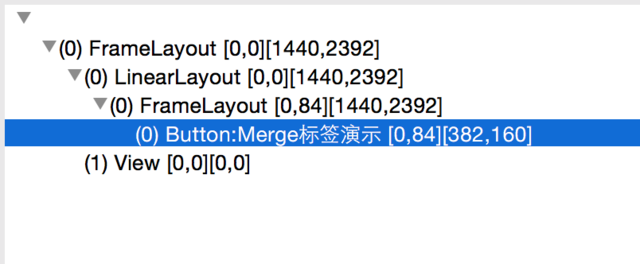 (0) FrameLayout [0,0][1440,2392]
(0) LinearLayout [0,0][1440,2392]
(0) FrameLayout [0,84][1440,2392]
(0) Button:Merge标签演示 [0,84][382,160]
(1) View [0,0][0,0]